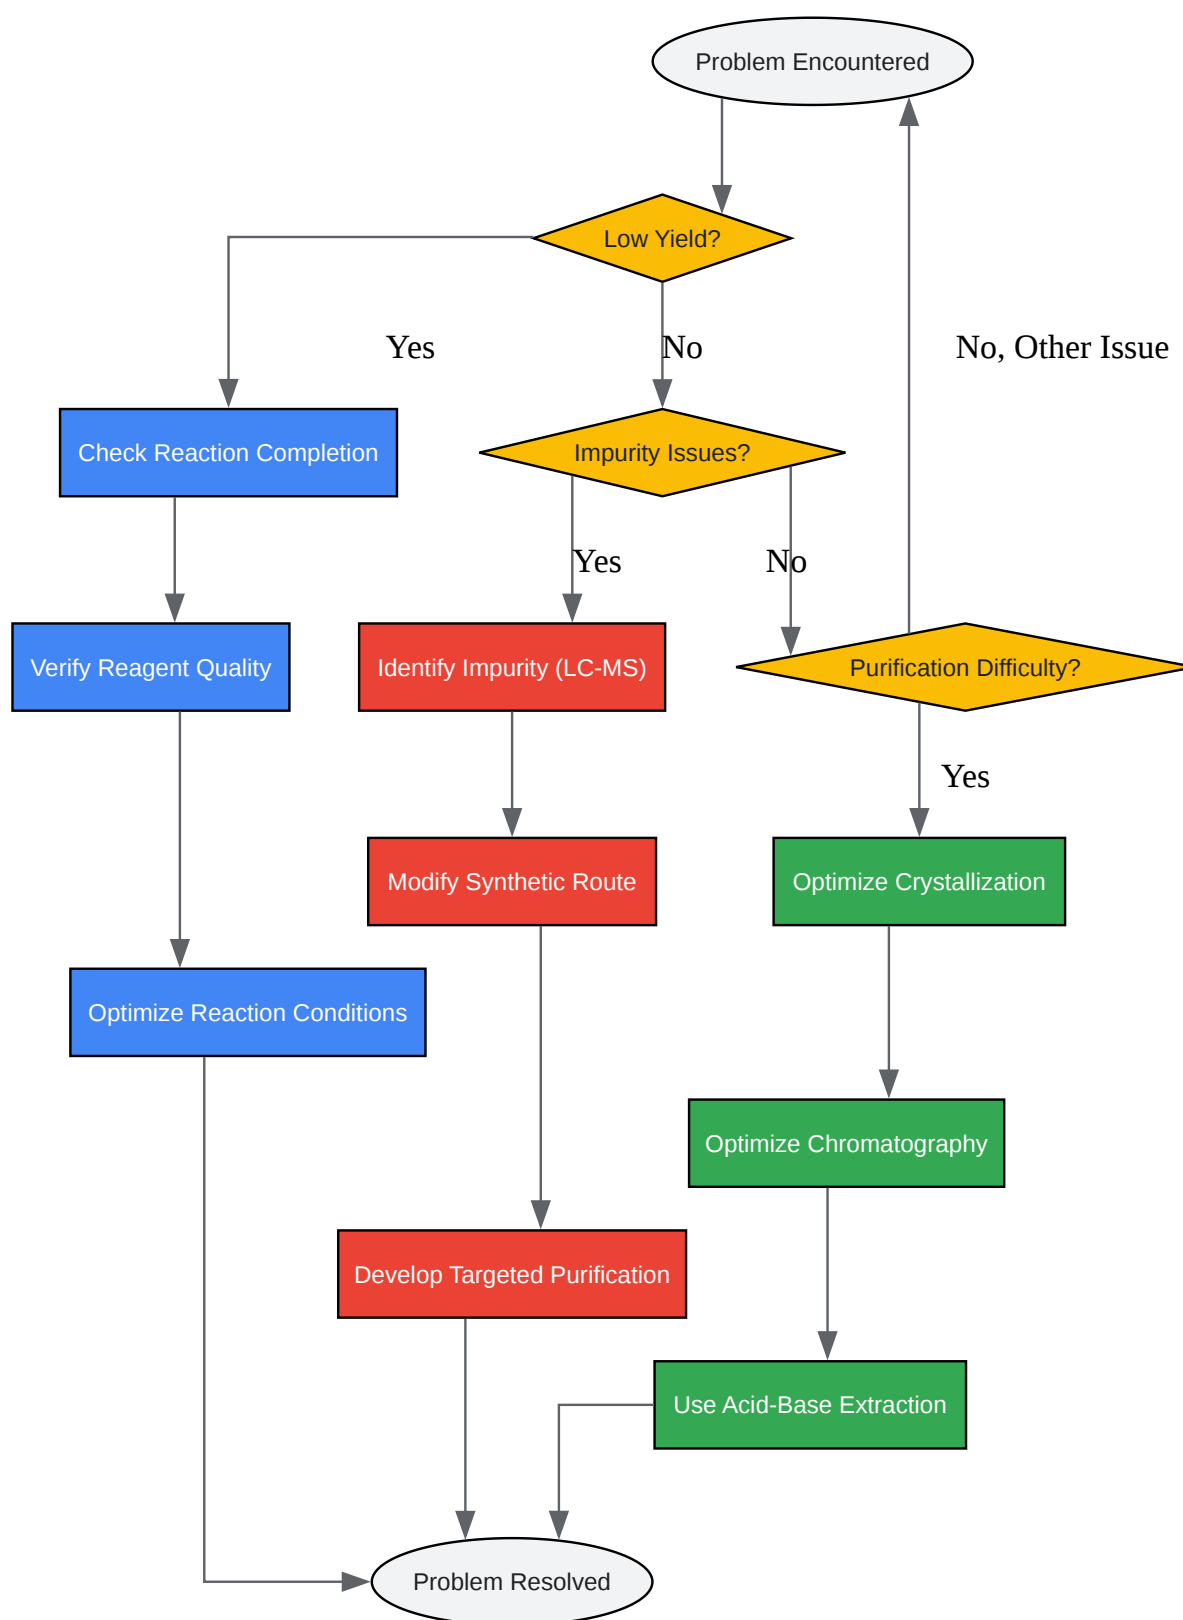 Problem Encountered
Low Yield?
Yes
No
No, Other Issue
Check Reaction Completion
Impurity Issues?
Yes
No
Verify Reagent Quality
Identify Impurity (LC-MS)
Purification Difficulty?
Yes
Modify Synthetic Route
Optimize Crystallization
Optimize Reaction Conditions
Optimize Chromatography
Develop Targeted Purification
Use Acid-Base Extraction
Problem Resolved